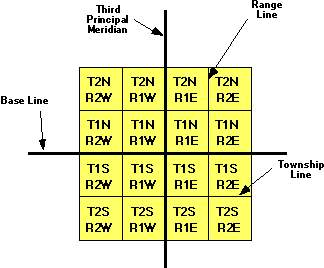 Third
Principal
Meridian
Range
Line
T2N T2N T2N T2N
R2W R1W R1E R2E
Base Line
T1N T1N T1N T1N
R2W R1W R1E R2E
T1S T1S T1S T1S
R2W R1W R1E R2E
Township
Line
T2S T2S T2S T2S
R2W R1W R1E R2E